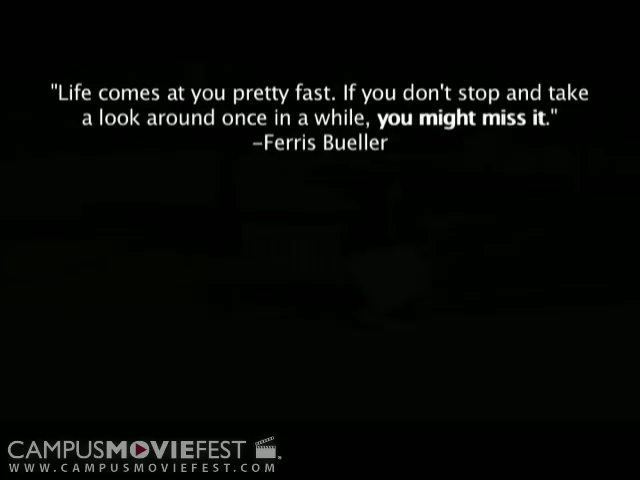 "Life comes at you pretty fast. If you don't stop and take
a look around once in a while, you might miss it."
–Ferris Bueller
CAMPUSMOVIEFEST
WWW.CAMPUSMOVIEFEST.COM